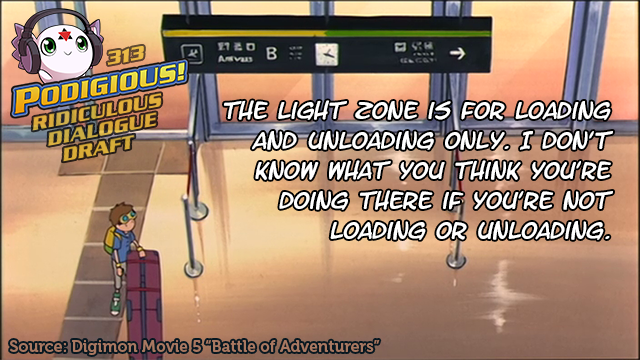 313
PODIGIOUS!
RIDICULOUS
DIALOGUE
DRAFT
B
THE LIGHT ZONE IS FOR LOADING
AND UNLOADING ONLY. I DON'T
KNOW WHAT YOU THINK YOU'RE
DOING THERE IF YOU'RE NOT
LOADING OR UNLOADING.
Source: Digimon Movie 5 "Battle of Adventurers"